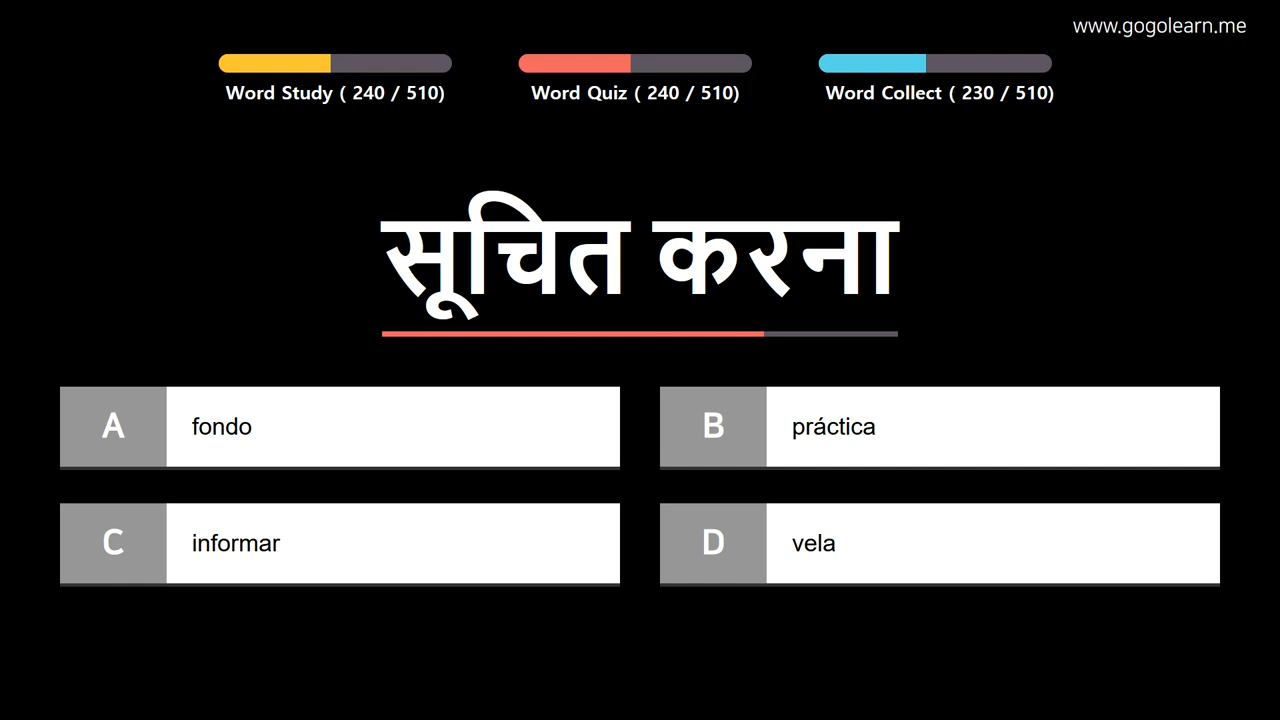 www.gogolearn.me
Word Study ( 240 / 510)
Word Quiz ( 240 / 510)
Word Collect ( 230 / 510)
सूचित करना
A fondo
B práctica
C informar
D vela